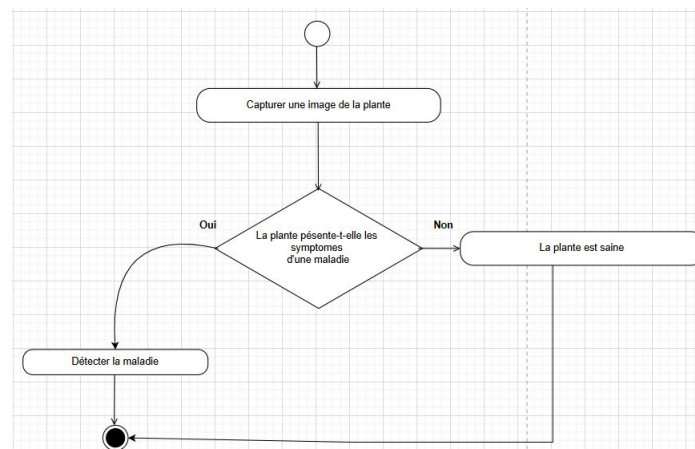 Capturer une image de la plante
La plante pésente-t-elle les
symptomes
d'une maladie
Oui
Non
La plante est saine
Détecter la maladie